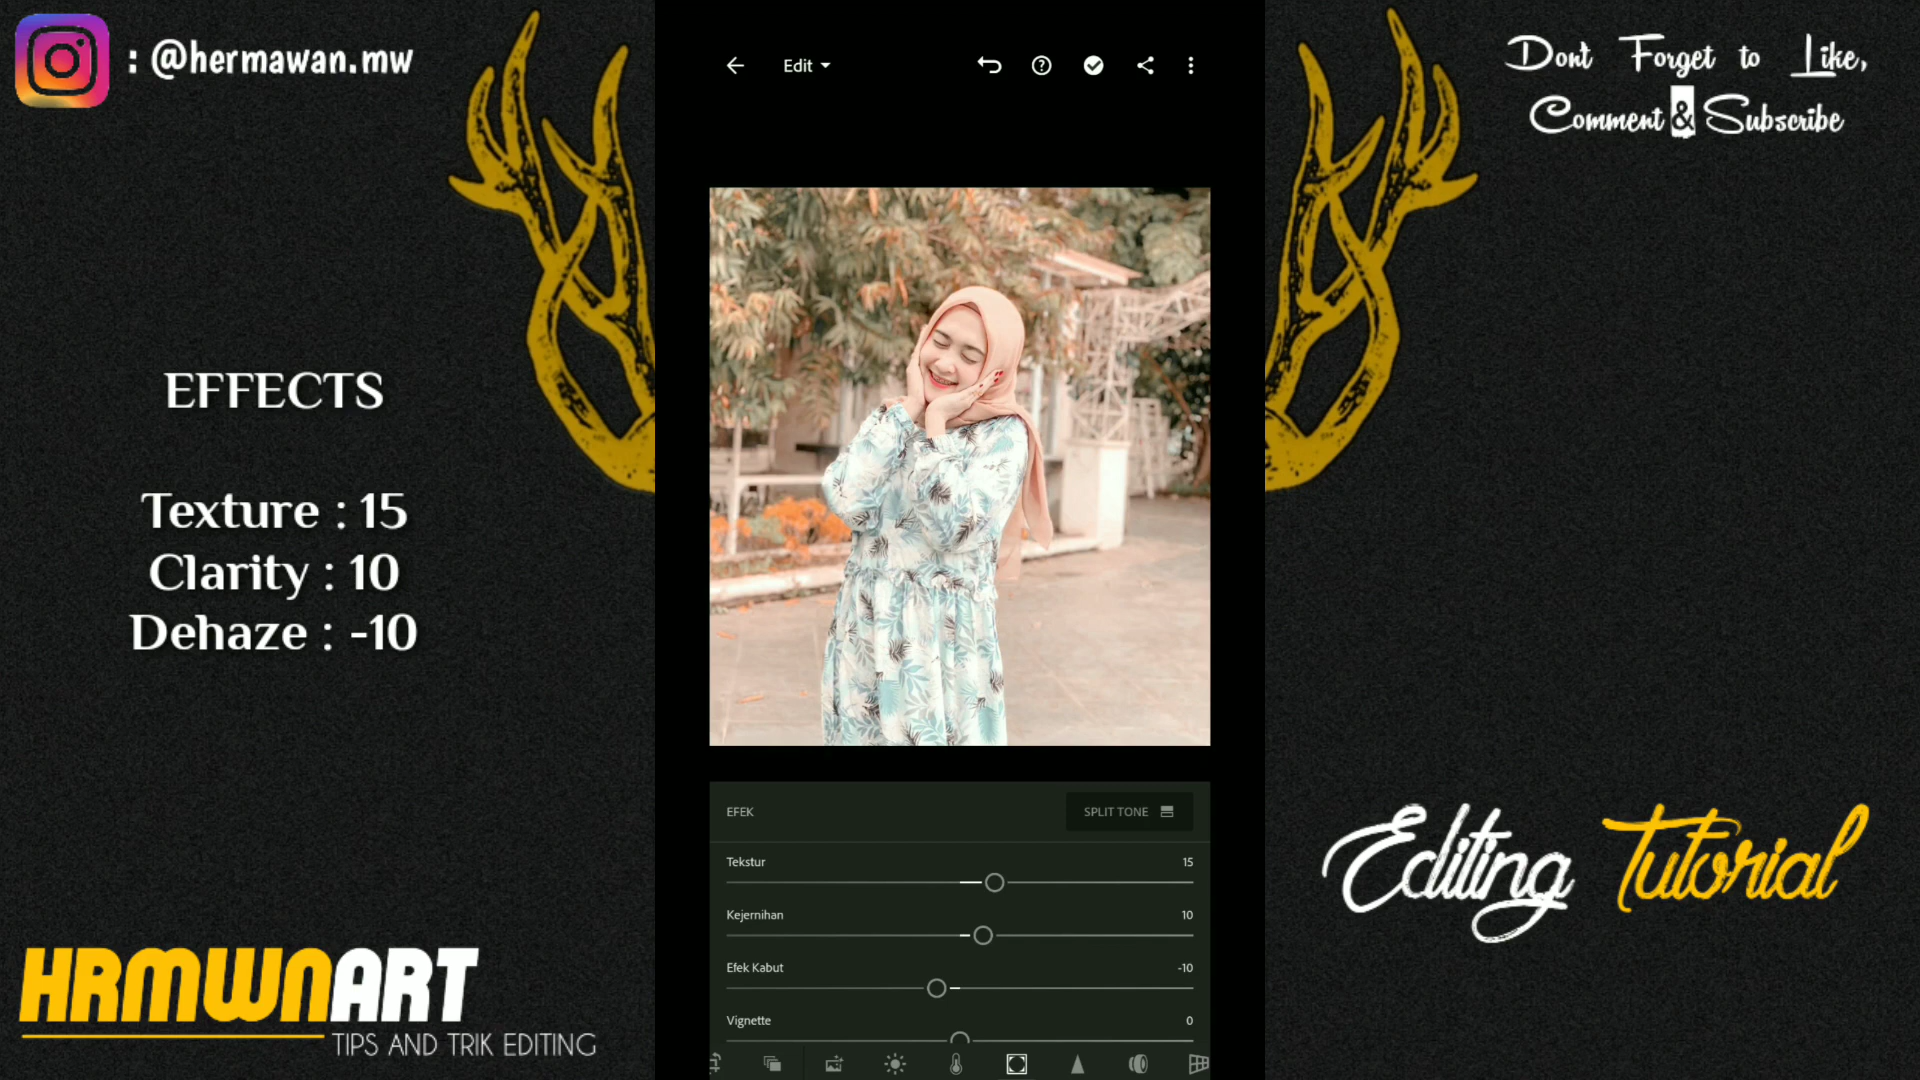 : @hermawan.mw
Dont Forget to Like,
Comment & Subscribe
Edit
EFFECTS
Texture : 15
Clarity : 10
Dehaze : -10
EFEK
SPLIT TONE
Tekstur 15
Kejernihan 10
Efek Kabut -10
Vignette 0
Editing Tutorial
HRMWNART
TIPS AND TRIK EDITING